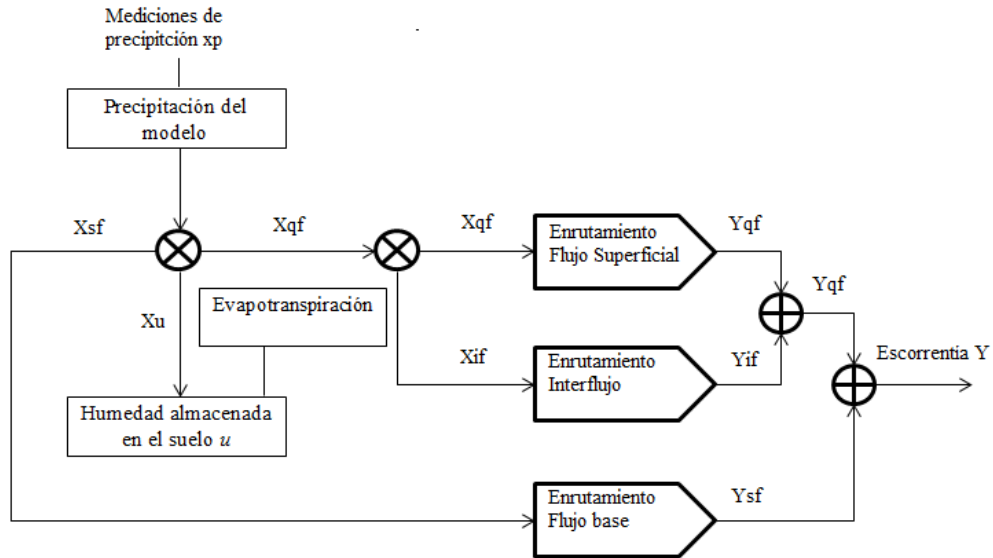 Mediciones de
precipitción xp
Precipitación del
modelo
Xsf
Xqf
Xqf
Enrutamiento
Flujo Superficial
Yqf
Yqf
Evapotranspiración
Xu
Xif
Enrutamiento
Interflujo
Yif
Escorrentía Y
Humedad almacenada
en el suelo u
Enrutamiento
Flujo base
Ysf